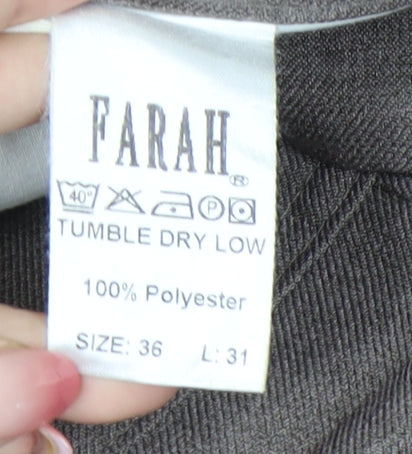 FARAH®
40° P
TUMBLE DRY LOW
100% Polyester
SIZE: 36 L: 31